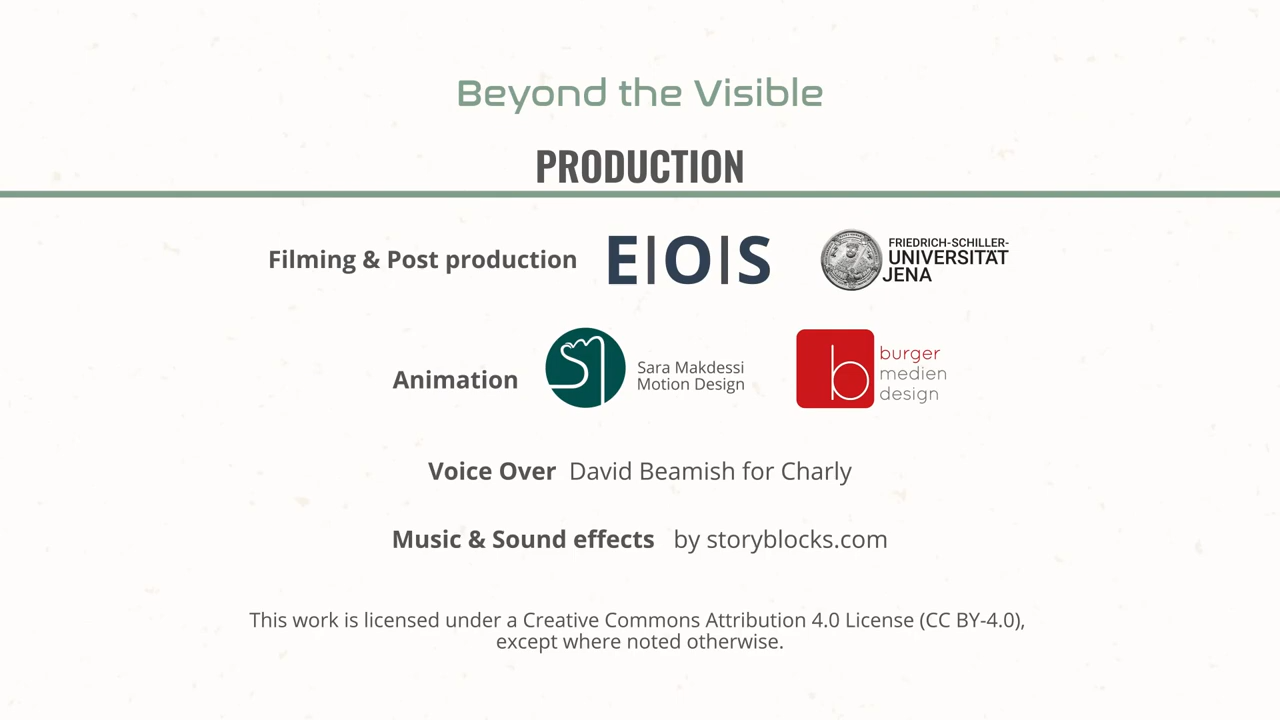 Beyond the Visible
PRODUCTION
Filming & Post production E|O|S FRIEDRICH-SCHILLER-
UNIVERSITÄT
JENA
Animation Sara Makdessi
Motion Design
b burger
medien
design
Voice Over David Beamish for Charly
Music & Sound effects by storyblocks.com
This work is licensed under a Creative Commons Attribution 4.0 License (CC BY-4.0),
except where noted otherwise.